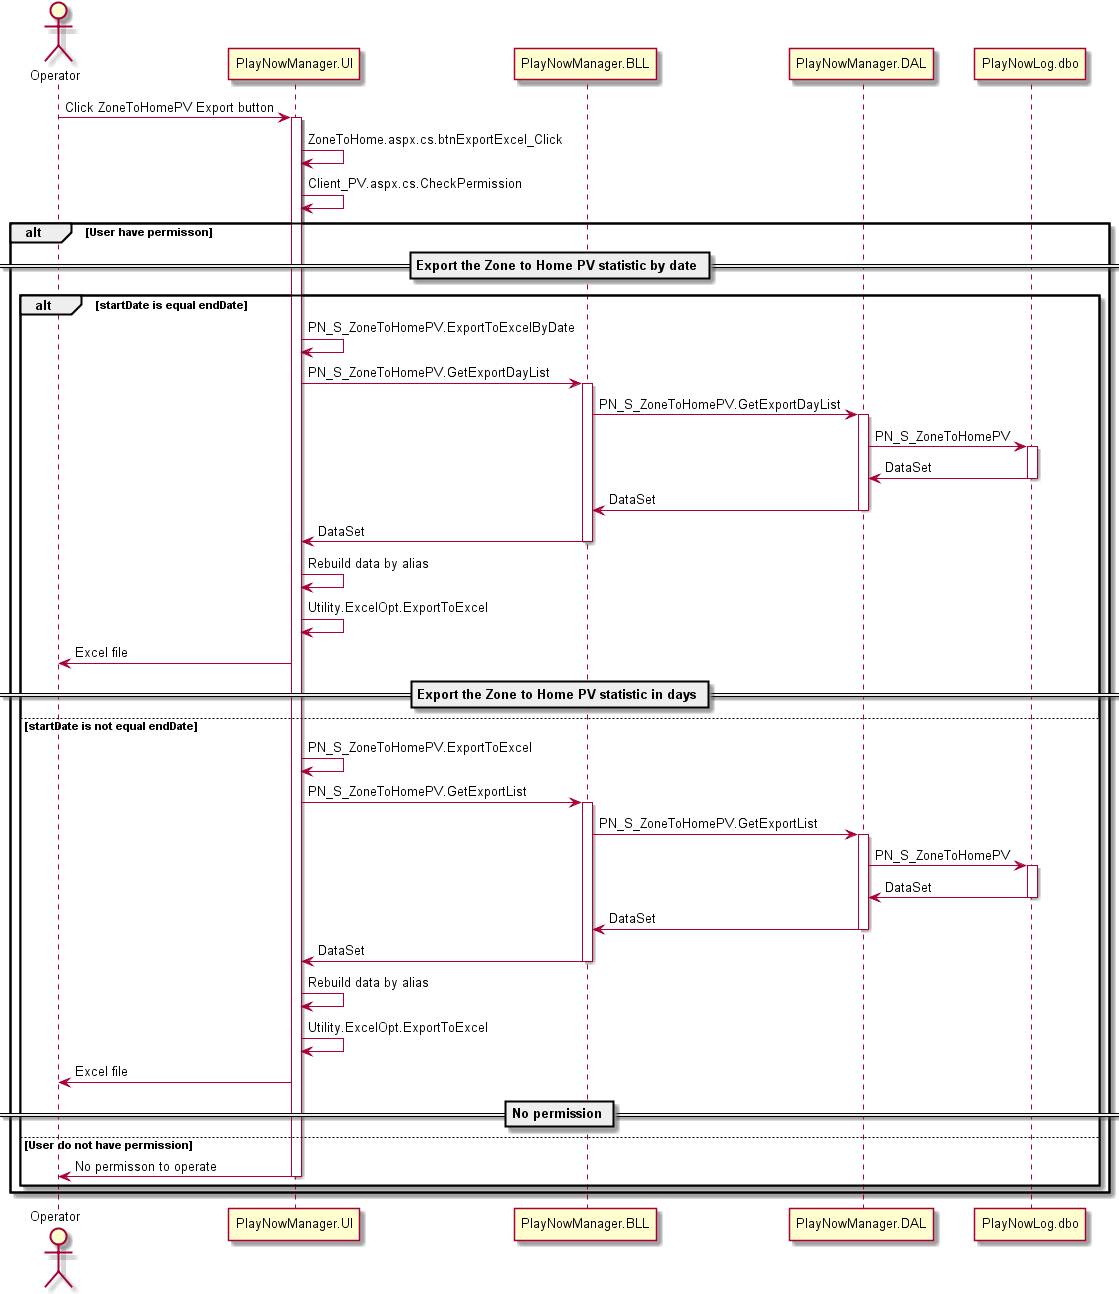 Operator
PlayNowManager.UI
PlayNowManager.BLL
PlayNowManager.DAL
PlayNowLog.dbo
Click ZoneToHomePV Export button
ZoneToHome.aspx.cs.btnExportExcel_Click
Client_PV.aspx.cs.CheckPermission
alt [User have permisson]
Export the Zone to Home PV statistic by date
alt [startDate is equal endDate]
PN_S_ZoneToHomePV.ExportToExcelByDate
PN_S_ZoneToHomePV.GetExportDayList
PN_S_ZoneToHomePV.GetExportDayList
PN_S_ZoneToHomePV
DataSet
DataSet
DataSet
Rebuild data by alias
Utility.ExcelOpt.ExportToExcel
Excel file
Export the Zone to Home PV statistic in days
[startDate is not equal endDate]
PN_S_ZoneToHomePV.ExportToExcel
PN_S_ZoneToHomePV.GetExportList
PN_S_ZoneToHomePV.GetExportList
PN_S_ZoneToHomePV
DataSet
DataSet
DataSet
Rebuild data by alias
Utility.ExcelOpt.ExportToExcel
Excel file
No permission
[User do not have permission]
No permisson to operate
Operator
PlayNowManager.UI
PlayNowManager.BLL
PlayNowManager.DAL
PlayNowLog.dbo